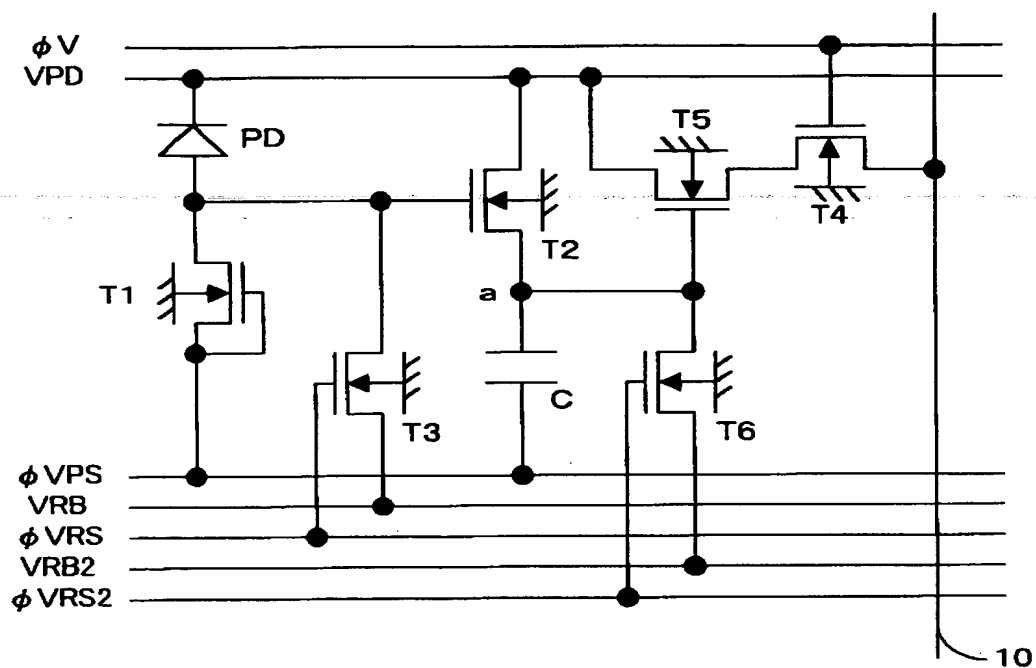 ϕV
VPD
PD
T5
T4
T2
T1
a
C
T3
T6
ϕVPS
VRB
ϕVRS
VRB2
ϕVRS2
10